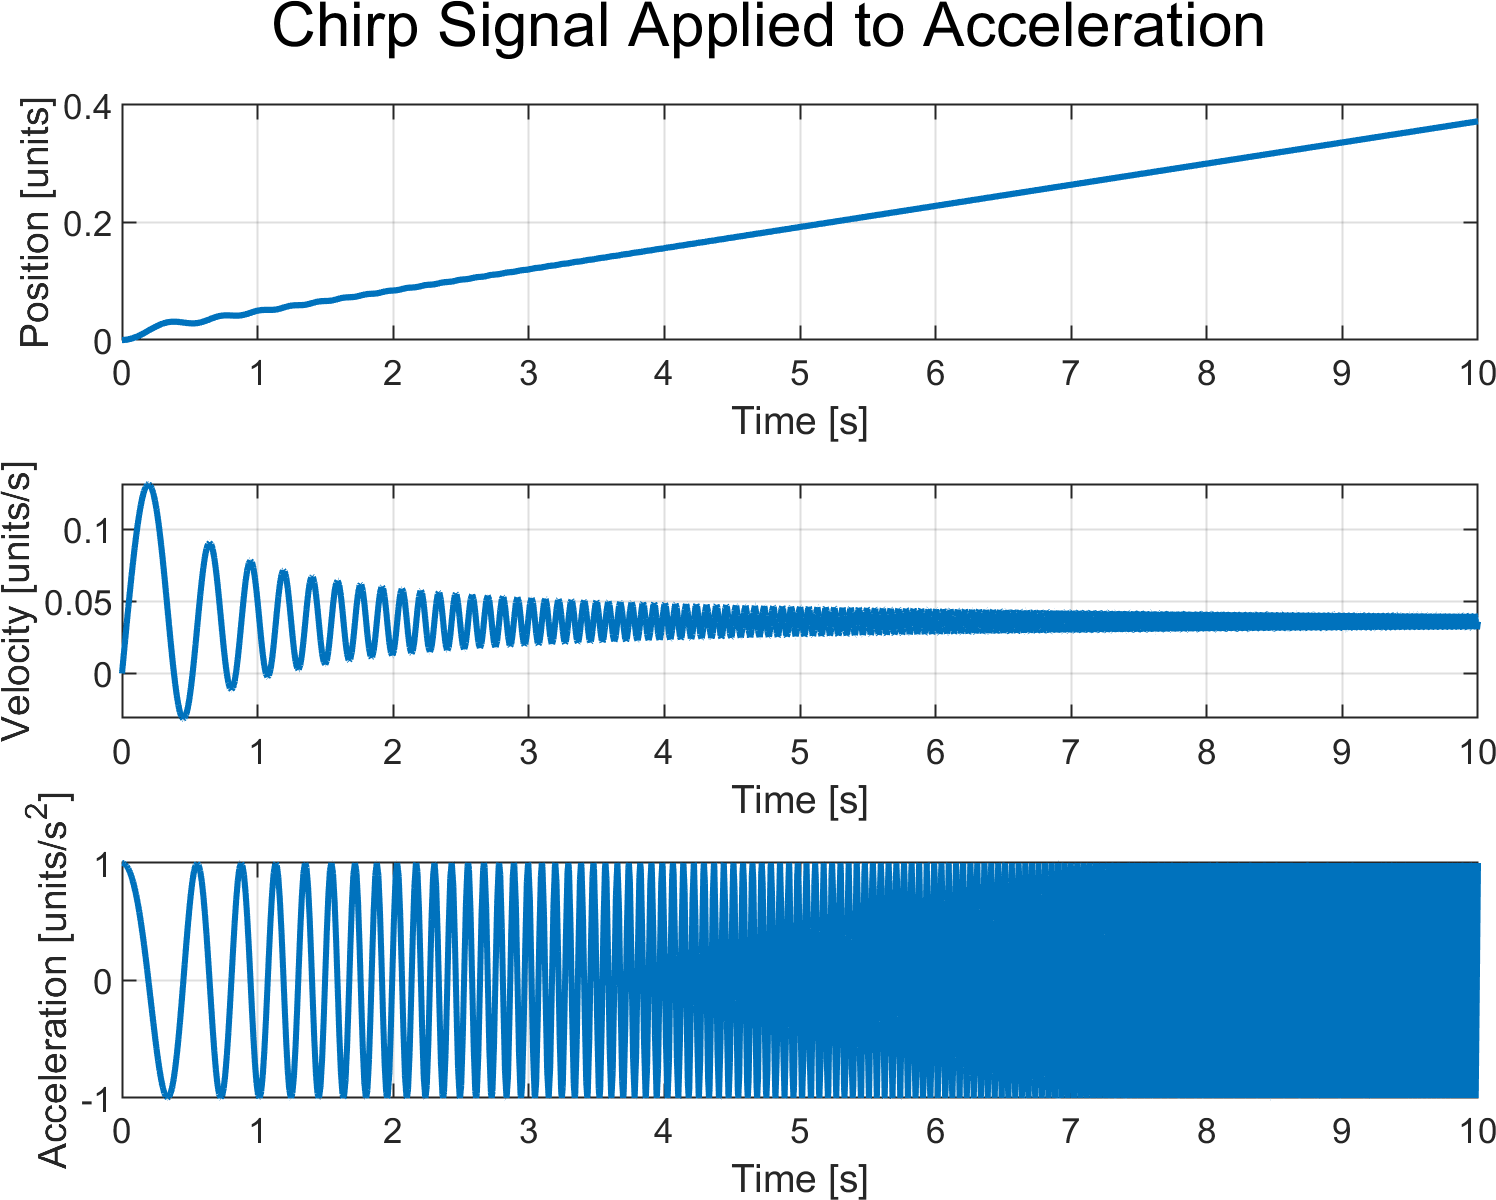 Chirp Signal Applied to Acceleration
Position [units]
0.4
0.2
0
0 1 2 3 4 5 6 7 8 9 10
Time [s]
Velocity [units/s]
0.1
0.05
0
0 1 2 3 4 5 6 7 8 9 10
Time [s]
Acceleration [units/s²]
1
0
-1
0 1 2 3 4 5 6 7 8 9 10
Time [s]